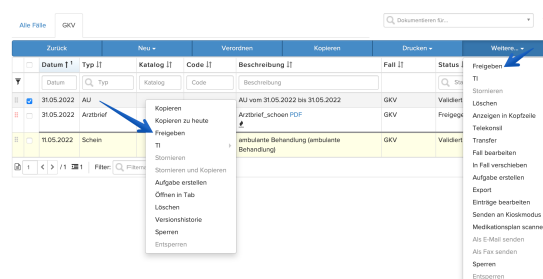 Alle Fälle GKV
Dokumentieren für...
Zurück Neu Verordnen Kopieren Drucken Weitere...
Datum 1 Typ Katalog Code Beschreibung Fall Status
Datum Typ Katalog Code Beschreibung
31.05.2022 AU AU vom 31.05.2022 bis 31.05.2022 GKV Validiert
31.05.2022 Arztbrief Arztbrief_schoen PDF GKV
11.05.2022 Schein ambulante Behandlung (ambulante Behandlung) GKV Validiert
1 / 1 1 Filter:
Kopieren
Kopieren zu heute
Freigeben
TI
Stornieren
Stornieren und Kopieren
Aufgabe erstellen
Öffnen in Tab
Löschen
Versionshistorie
Sperren
Entsperren
Freigeben
TI
Stornieren
Löschen
Anzeigen in Kopfzeile
Telekonsil
Transfer
Fall bearbeiten
In Fall verschieben
Aufgabe erstellen
Export
Einträge bearbeiten
Senden an Kioskmodus
Medikationsplan scanne
Als E-Mail senden
Als Fax senden
Sperren
Entsperren